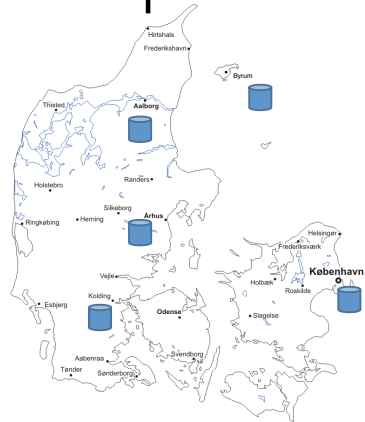 Hirtshals
Frederikshavn
Byrum
Thisted
Aalborg
Randers
Holstebro
Silkeborg
Århus
Ringkøbing
Herning
Helsingør
Frederiksværk
København
Vejle
Holbæk
Roskilde
Kolding
Esbjerg
Odense
Slagelse
Svendborg
Aabenraa
Tønder
Sønderborg